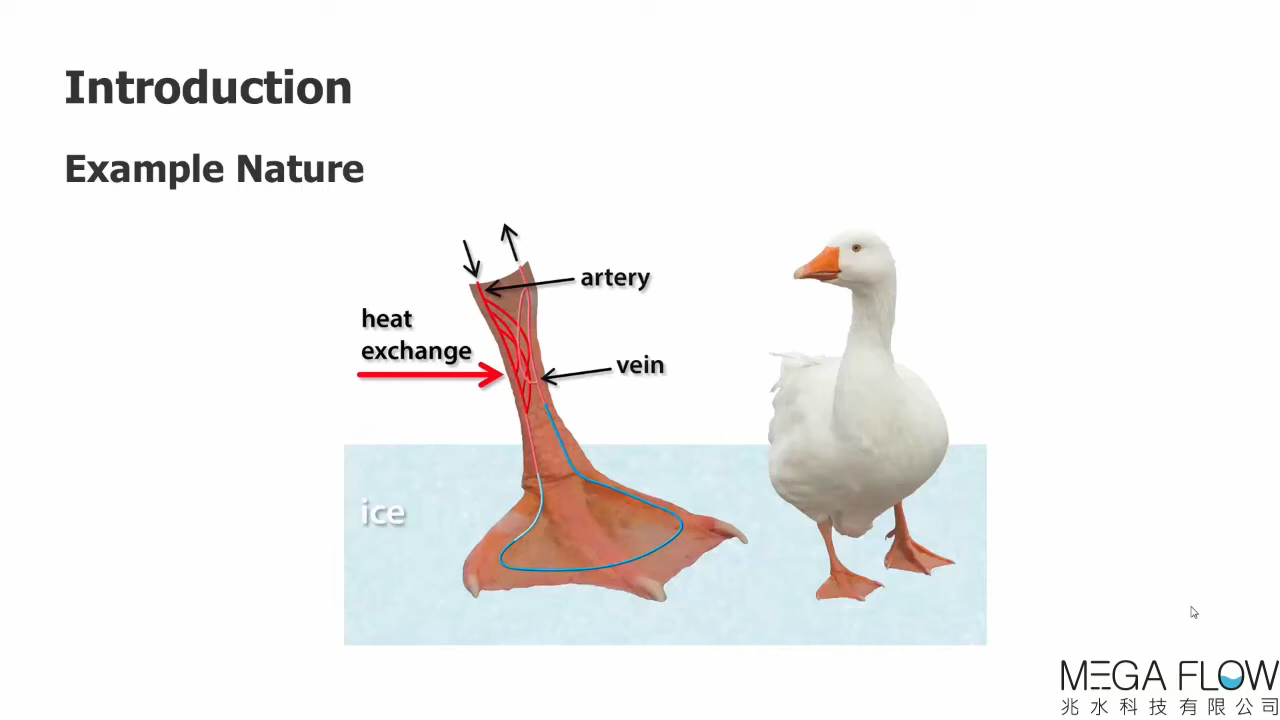 Introduction
Example Nature
artery
heat
exchange
vein
ice
MEGA FLOW
兆水科技有限公司